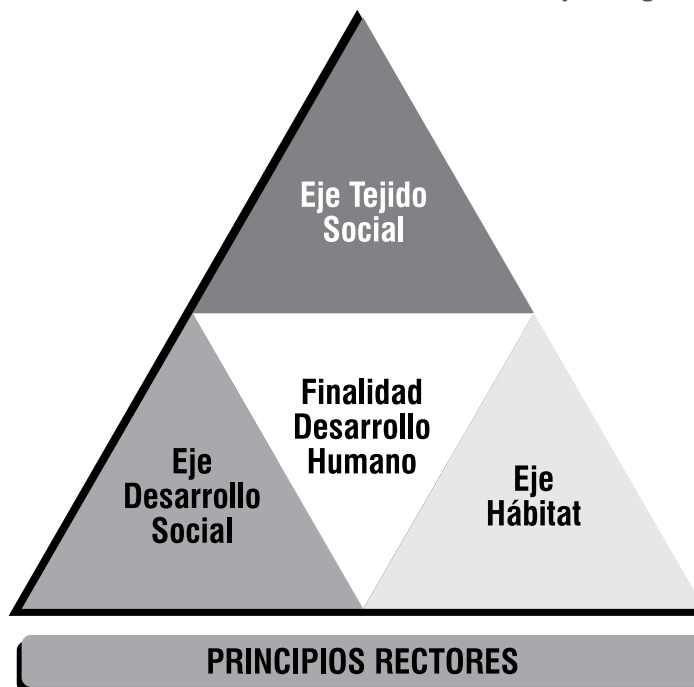 Eje Tejido
Social
Finalidad
Desarrollo
Humano
Eje
Desarrollo
Social
Eje
Hábitat
PRINCIPIOS RECTORES